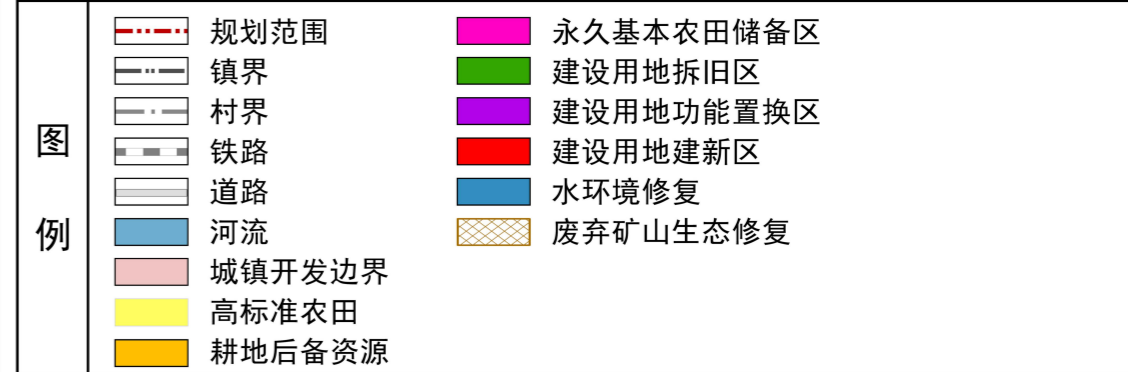 图例
规划范围
镇界
村界
铁路
道路
河流
城镇开发边界
高标准农田
耕地后备资源
永久基本农田储备区
建设用地拆旧区
建设用地功能置换区
建设用地建新区
水环境修复
废弃矿山生态修复